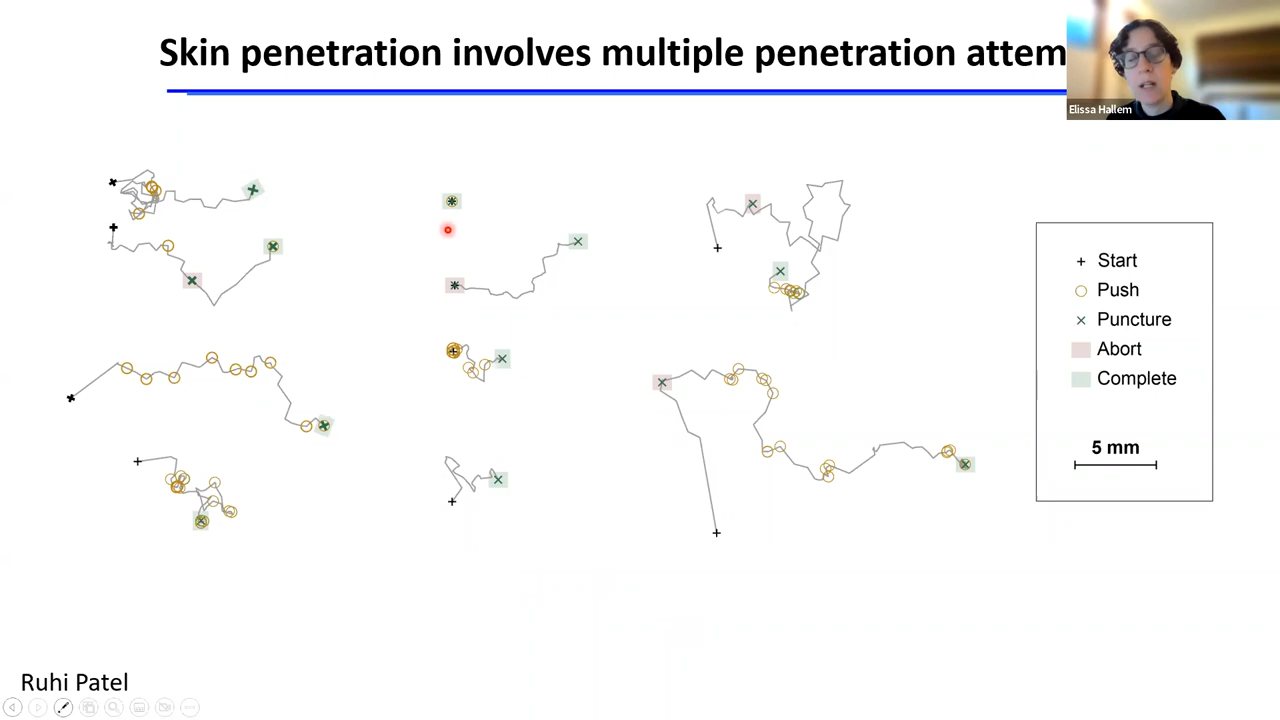 Skin penetration involves multiple penetration attem
Elissa Hallem
Start
Push
Puncture
Abort
Complete
5 mm
Ruhi Patel